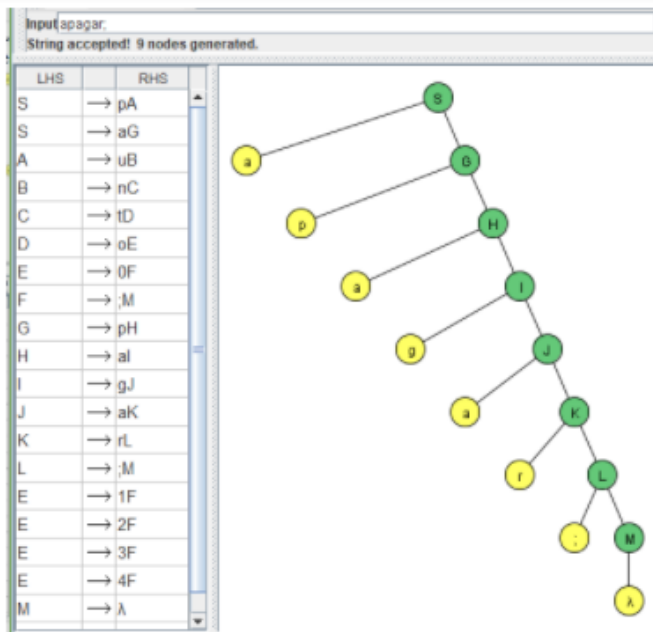 Input apagar;
String accepted! 9 nodes generated.
LHS RHS
S → pA
S → aG
A → uB
B → nC
C → tD
D → oE
E → 0F
F → ;M
G → pH
H → aI
I → gJ
J → aK
K → rL
L → ;M
E → 1F
E → 2F
E → 3F
E → 4F
M → λ
S
a G
p H
a I
g J
a K
r L
; M
λ